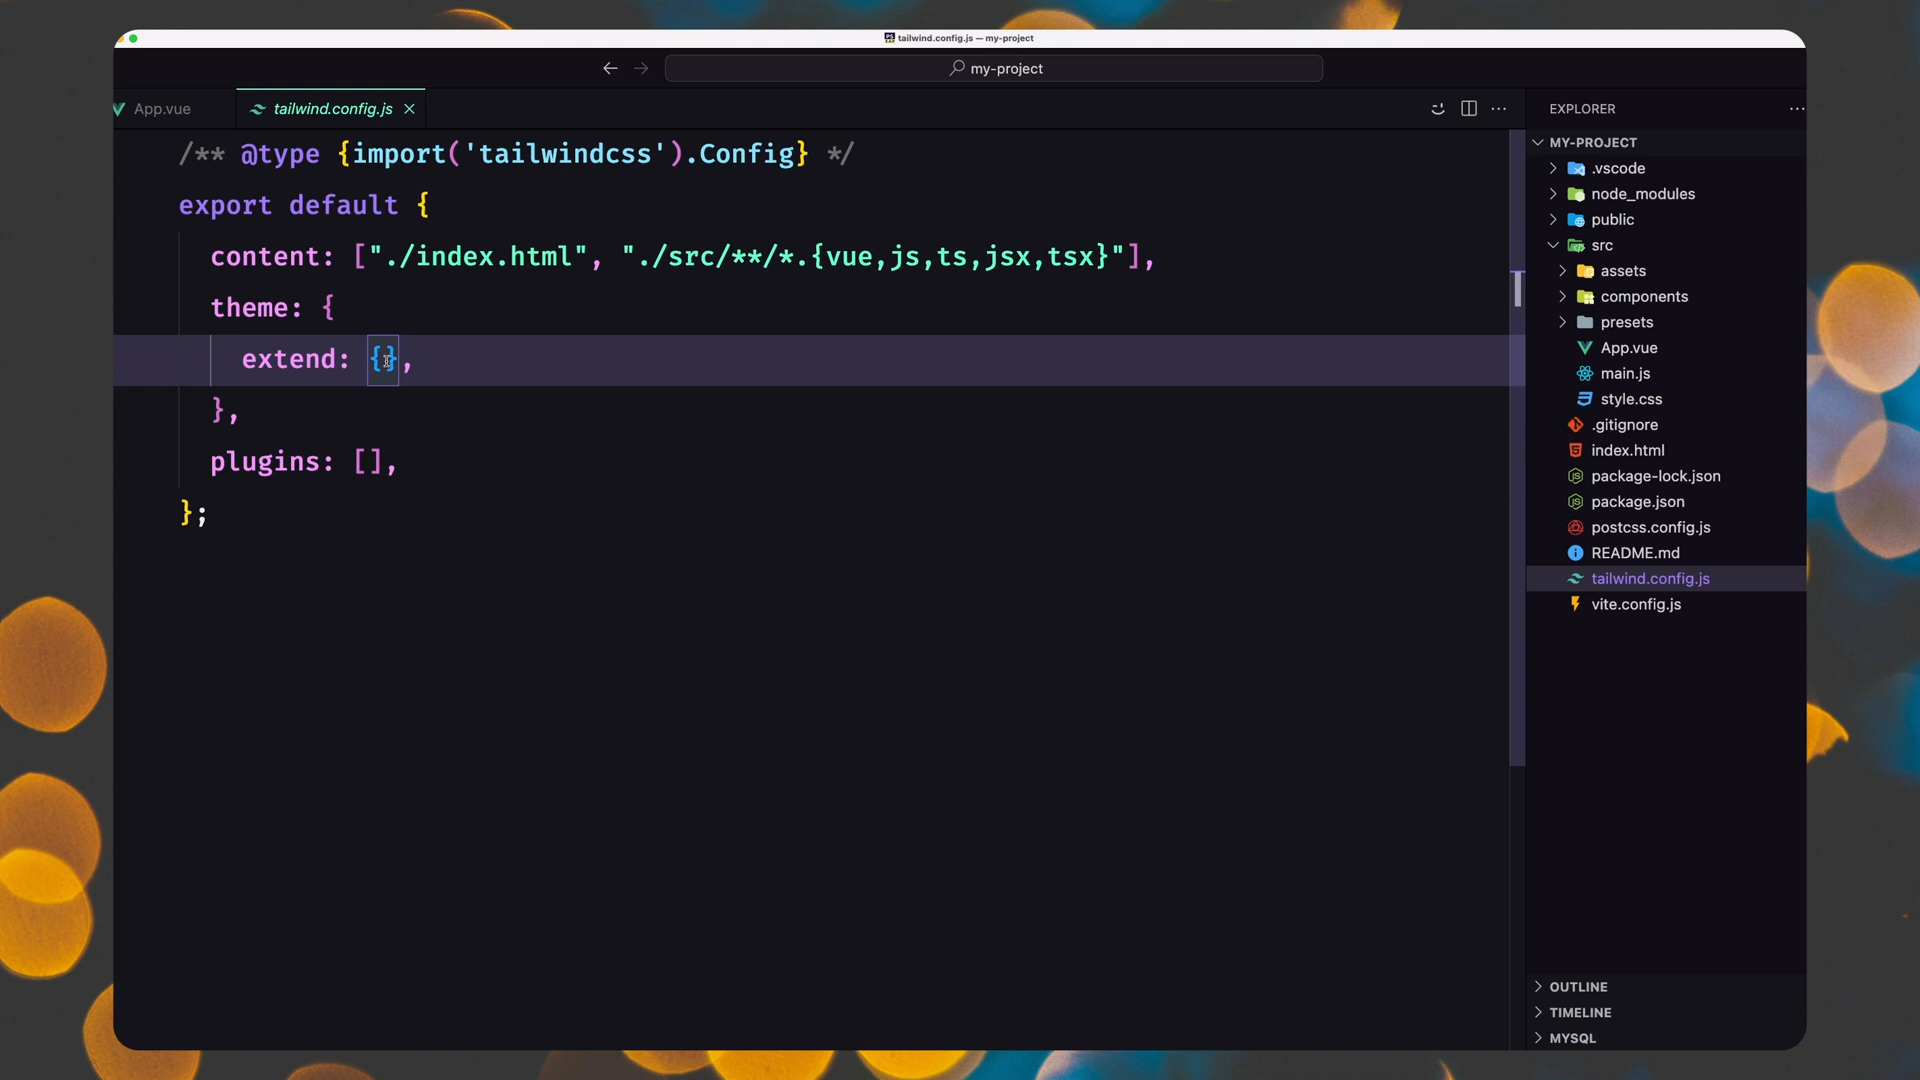 tailwind.config.js — my-project
my-project
App.vue
tailwind.config.js
/** @type {import('tailwindcss').Config} */
export default {
content: ["./index.html", "./src/**/*.{vue,js,ts,jsx,tsx}"],
theme: {
extend: {},
},
plugins: [],
};
EXPLORER
MY-PROJECT
.vscode
node_modules
public
src
assets
components
presets
App.vue
main.js
style.css
.gitignore
index.html
package-lock.json
package.json
postcss.config.js
README.md
tailwind.config.js
vite.config.js
OUTLINE
TIMELINE
MYSQL